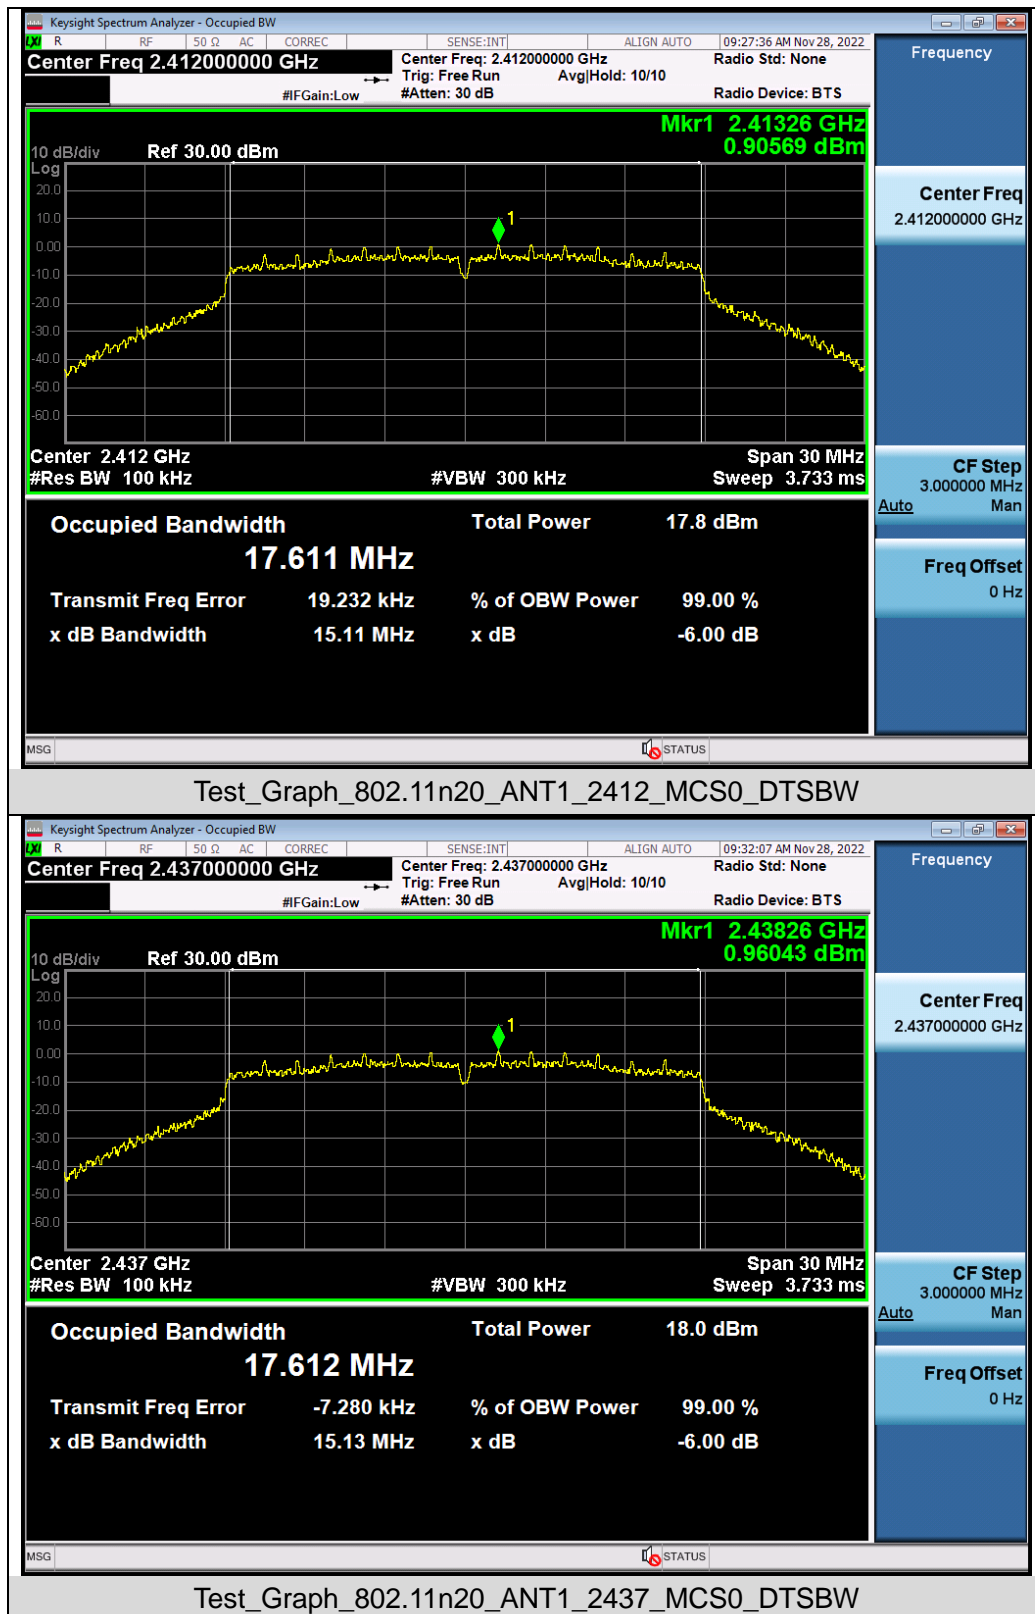 Keysight Spectrum Analyzer - Occupied BW
LXI R RF 50 Ω AC CORREC SENSE:INT ALIGN AUTO 09:27:36 AM Nov 28, 2022
Center Freq 2.412000000 GHz
Center Freq: 2.412000000 GHz
Radio Std: None
Trig: Free Run Avg|Hold: 10/10
#IFGain:Low
#Atten: 30 dB
Radio Device: BTS
Frequency
Mkr1 2.41326 GHz
0.90569 dBm
10 dB/div Ref 30.00 dBm
Log
20.0
10.0
0.00
-10.0
-20.0
-30.0
-40.0
-50.0
-60.0
1
Center 2.412 GHz Span 30 MHz
#Res BW 100 kHz #VBW 300 kHz Sweep 3.733 ms
Center Freq
2.412000000 GHz
CF Step
3.000000 MHz
Auto Man
Freq Offset
0 Hz
Occupied Bandwidth Total Power 17.8 dBm
17.611 MHz
Transmit Freq Error 19.232 kHz % of OBW Power 99.00 %
x dB Bandwidth 15.11 MHz x dB -6.00 dB
MSG STATUS
Test_Graph_802.11n20_ANT1_2412_MCS0_DTSBW
Keysight Spectrum Analyzer - Occupied BW
LXI R RF 50 Ω AC CORREC SENSE:INT ALIGN AUTO 09:32:07 AM Nov 28, 2022
Center Freq 2.437000000 GHz
Center Freq: 2.437000000 GHz
Radio Std: None
Trig: Free Run Avg|Hold: 10/10
#IFGain:Low
#Atten: 30 dB
Radio Device: BTS
Frequency
Mkr1 2.43826 GHz
0.96043 dBm
10 dB/div Ref 30.00 dBm
Log
20.0
10.0
0.00
-10.0
-20.0
-30.0
-40.0
-50.0
-60.0
1
Center 2.437 GHz Span 30 MHz
#Res BW 100 kHz #VBW 300 kHz Sweep 3.733 ms
Center Freq
2.437000000 GHz
CF Step
3.000000 MHz
Auto Man
Freq Offset
0 Hz
Occupied Bandwidth Total Power 18.0 dBm
17.612 MHz
Transmit Freq Error -7.280 kHz % of OBW Power 99.00 %
x dB Bandwidth 15.13 MHz x dB -6.00 dB
MSG STATUS
Test_Graph_802.11n20_ANT1_2437_MCS0_DTSBW